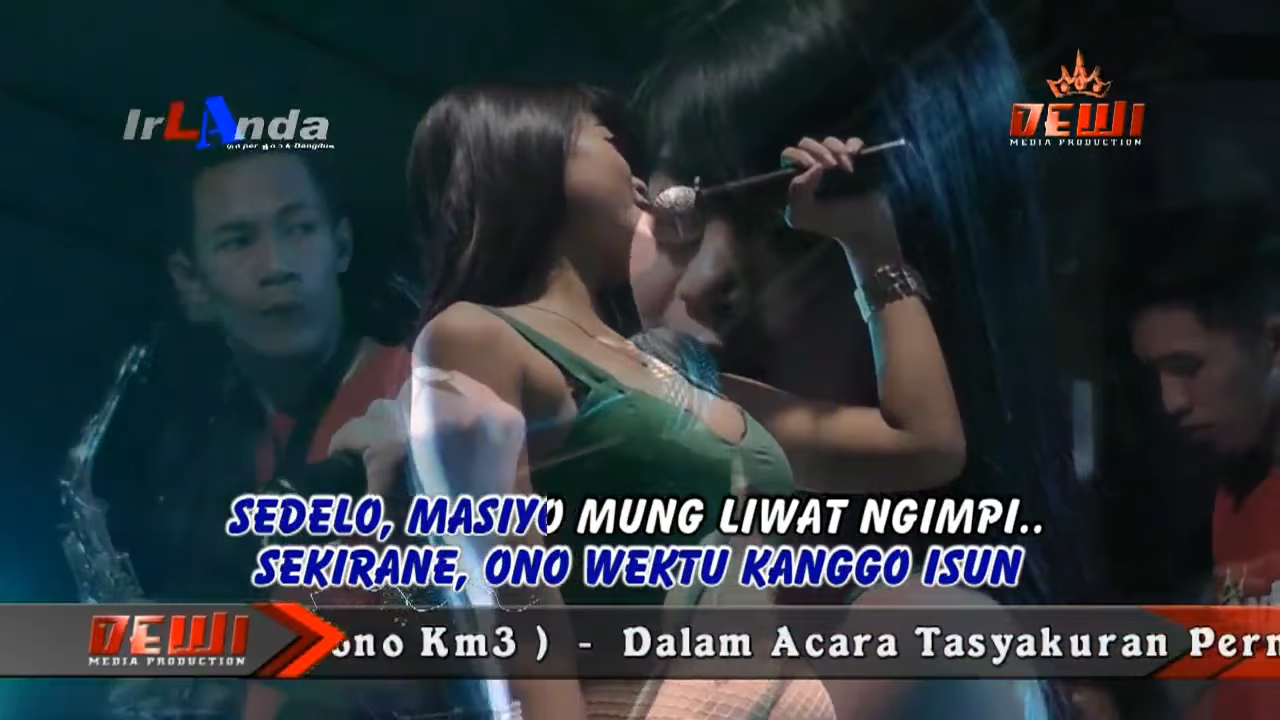 IrLAnda
DEWI
MEDIA PRODUCTION
SEDELO, MASIYO MUNG LIWAT NGIMPI..
SEKIRANE, ONO WEKTU KANGGO ISUN
DEWI
MEDIA PRODUCTION
ono Km3 ) - Dalam Acara Tasyakuran Pern